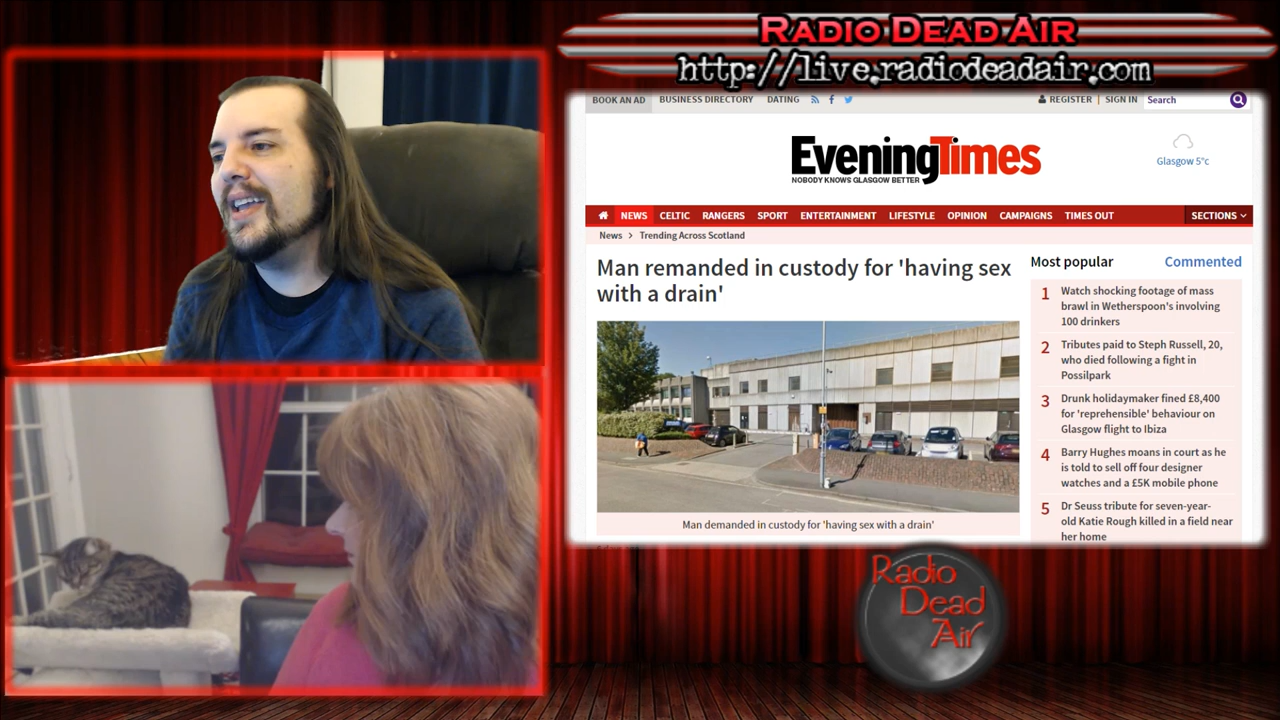 Radio Dead Air
http://live.radiodeadair.com
BOOK AN AD BUSINESS DIRECTORY DATING REGISTER | SIGN IN Search
EveningTimes
NOBODY KNOWS GLASGOW BETTER
Glasgow 5°c
NEWS CELTIC RANGERS SPORT ENTERTAINMENT LIFESTYLE OPINION CAMPAIGNS TIMES OUT SECTIONS
News > Trending Across Scotland
Man remanded in custody for 'having sex
with a drain'
Man demanded in custody for 'having sex with a drain'
Most popular Commented
1 Watch shocking footage of mass
brawl in Wetherspoon's involving
100 drinkers
2 Tributes paid to Steph Russell, 20,
who died following a fight in
Possilpark
3 Drunk holidaymaker fined £8,400
for 'reprehensible' behaviour on
Glasgow flight to Ibiza
4 Barry Hughes moans in court as he
is told to sell off four designer
watches and a £5K mobile phone
5 Dr Seuss tribute for seven-year-
old Katie Rough killed in a field near
her home
Radio
Dead
Air